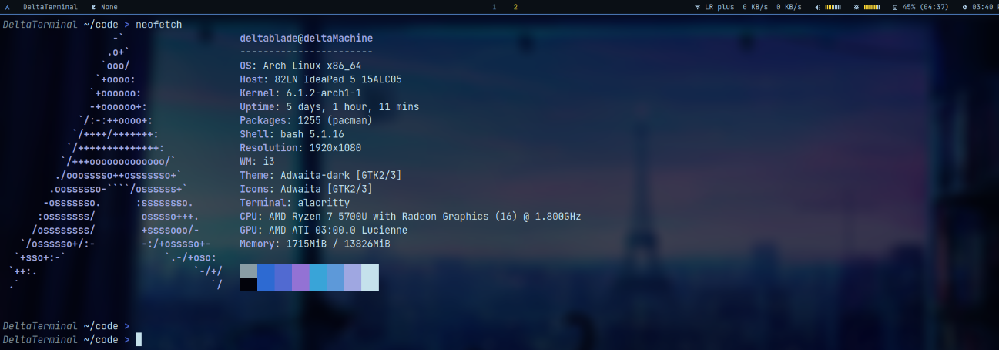 DeltaTerminal None 1 2 LR plus 0 KB/s 0 KB/s 45% (04:37) 03:40
DeltaTerminal ~/code > neofetch
-` deltablade@deltaMachine
.o+` -----------------------
`ooo/ OS: Arch Linux x86_64
`+oooo: Host: 82LN IdeaPad 5 15ALC05
`+oooooo: Kernel: 6.1.2-arch1-1
-+oooooo+: Uptime: 5 days, 1 hour, 11 mins
`/:-:++oooo+: Packages: 1255 (pacman)
`/++++/+++++++: Shell: bash 5.1.16
`/++++++++++++++: Resolution: 1920x1080
`/+++ooooooooooooo/` WM: i3
./ooosssso++osssssso+` Theme: Adwaita-dark [GTK2/3]
.oossssso-````/ossssss+` Icons: Adwaita [GTK2/3]
-osssssso. :ssssssso. Terminal: alacritty
:osssssss/ osssso+++. CPU: AMD Ryzen 7 5700U with Radeon Graphics (16) @ 1.800GHz
/ossssssss/ +ssssooo/- GPU: AMD ATI 03:00.0 Lucienne
`/ossssso+/:- -:/+osssso+- Memory: 1715MiB / 13826MiB
`+sso+:-` `.-/+oso:
`++:. `-/+/
.` `/
DeltaTerminal ~/code >
DeltaTerminal ~/code >